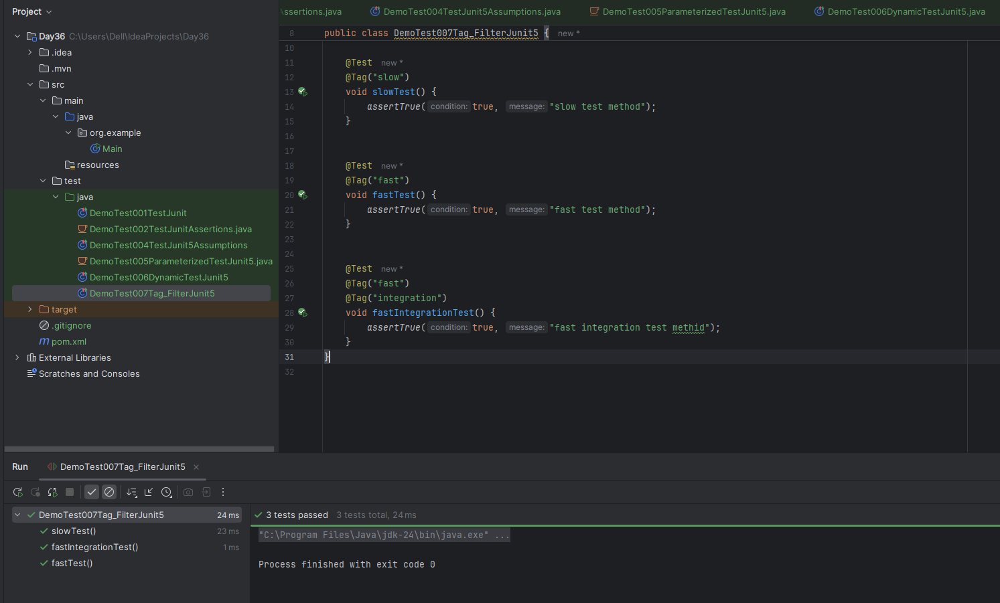 Project
Day36 C:\Users\Dell\IdeaProjects\Day36
.idea
.mvn
src
main
java
org.example
Main
resources
test
java
DemoTest001TestJunit
DemoTest002TestJunitAssertions.java
DemoTest004TestJunit5Assumptions
DemoTest005ParameterizedTestJunit5.java
DemoTest006DynamicTestJunit5
DemoTest007Tag_FilterJunit5
target
.gitignore
pom.xml
External Libraries
Scratches and Consoles
Assertions.java DemoTest004TestJunit5Assumptions.java DemoTest005ParameterizedTestJunit5.java DemoTest006DynamicTestJunit5.java
8 public class DemoTest007Tag_FilterJunit5 { new *
10
11 @Test new *
12 @Tag("slow")
13 void slowTest() {
14 assertTrue( condition: true, message: "slow test method");
15 }
16
17
18 @Test new *
19 @Tag("fast")
20 void fastTest() {
21 assertTrue( condition: true, message: "fast test method");
22 }
23
24
25 @Test new *
26 @Tag("fast")
27 @Tag("integration")
28 void fastIntegrationTest() {
29 assertTrue( condition: true, message: "fast integration test methid");
30 }
31 }
32
Run DemoTest007Tag_FilterJunit5
DemoTest007Tag_FilterJunit5 24 ms
slowTest() 23 ms
fastIntegrationTest() 1 ms
fastTest()
3 tests passed 3 tests total, 24 ms
"C:\Program Files\Java\jdk-24\bin\java.exe" ...
Process finished with exit code 0